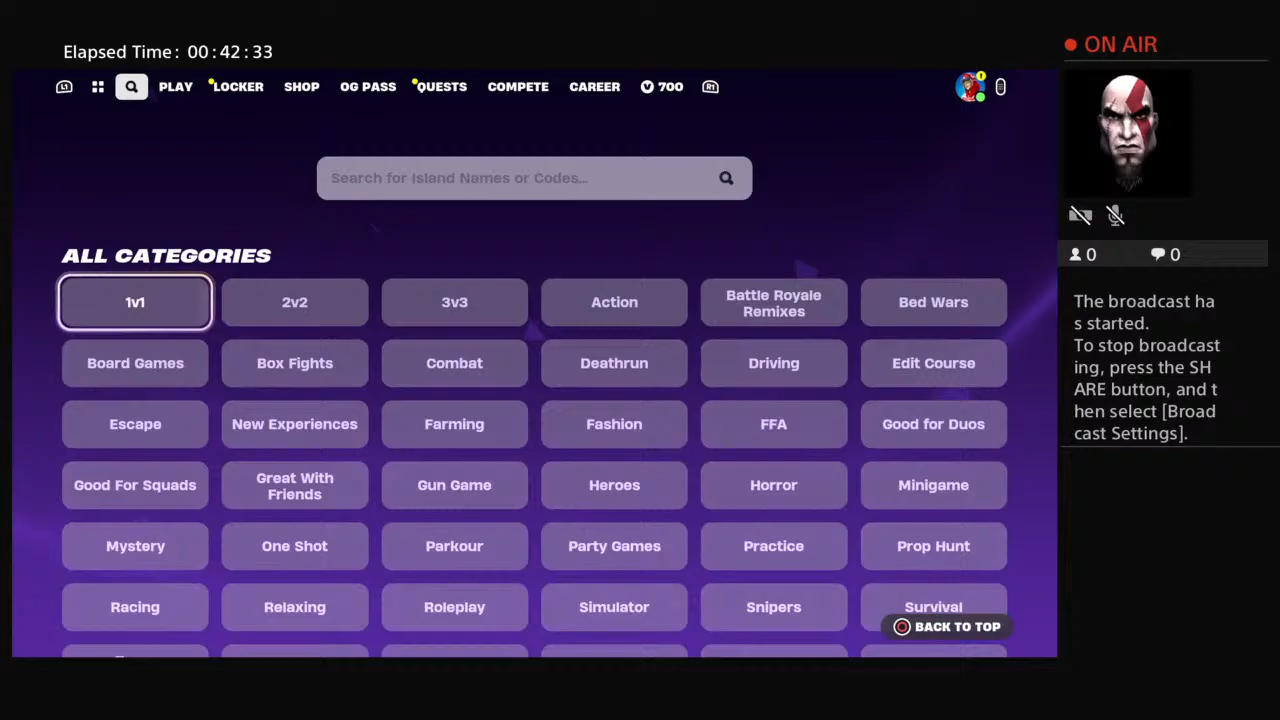 Elapsed Time: 00:42:33
ON AIR
L1 PLAY LOCKER SHOP OG PASS QUESTS COMPETE CAREER V 700 R1
Search for Island Names or Codes...
0 0
ALL CATEGORIES
1v1 2v2 3v3 Action Battle Royale Remixes Bed Wars
Board Games Box Fights Combat Deathrun Driving Edit Course
Escape New Experiences Farming Fashion FFA Good for Duos
Good For Squads Great With Friends Gun Game Heroes Horror Minigame
Mystery One Shot Parkour Party Games Practice Prop Hunt
Racing Relaxing Roleplay Simulator Snipers Survival
BACK TO TOP
The broadcast ha
s started.
To stop broadcast
ing, press the SH
ARE button, and t
hen select [Broad
cast Settings].